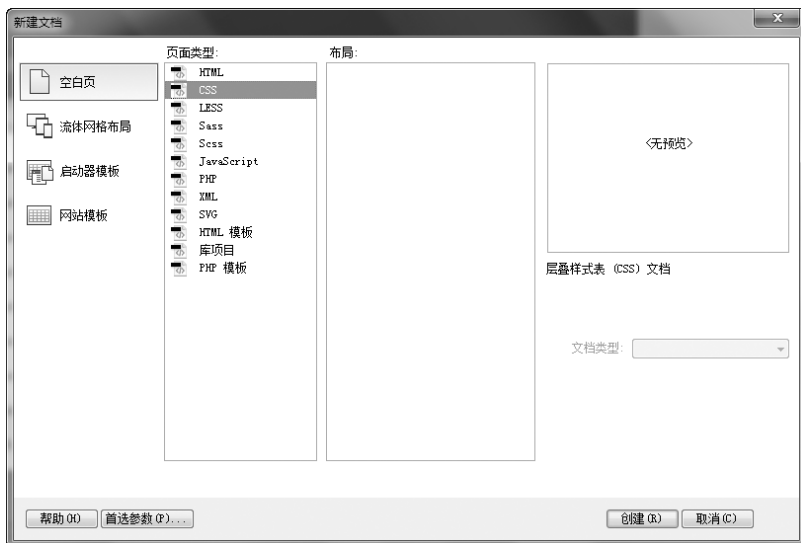 新建文档
空白页
流体网格布局
启动器模板
网站模板
页面类型:
HTML
CSS
LESS
Sass
Scss
JavaScript
PHP
XML
SVG
HTML 模板
库项目
PHP 模板
布局:
<无预览>
层叠样式表 (CSS) 文档
文档类型:
帮助(H)
首选参数(P)...
创建(R)
取消(C)